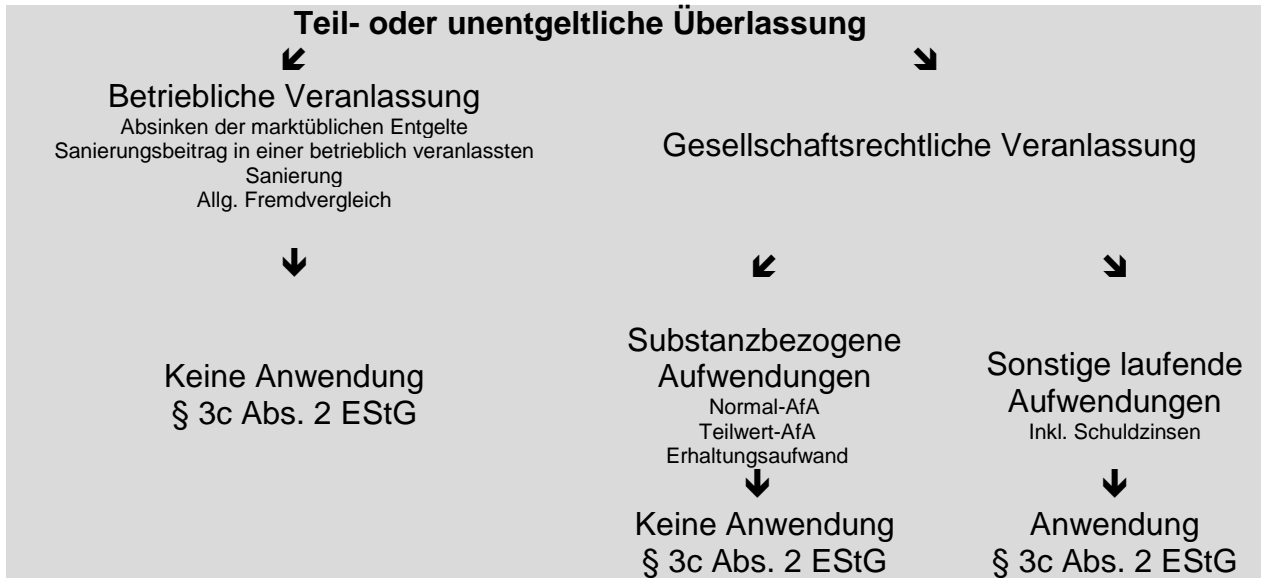 Teil- oder unentgeltliche Überlassung
Betriebliche Veranlassung
Absinken der marktüblichen Entgelte
Sanierungsbeitrag in einer betrieblich veranlassten
Sanierung
Allg. Fremdvergleich
Gesellschaftsrechtliche Veranlassung
Keine Anwendung
§ 3c Abs. 2 EStG
Substanzbezogene
Aufwendungen
Normal-AfA
Teilwert-AfA
Erhaltungsaufwand
Keine Anwendung
§ 3c Abs. 2 EStG
Sonstige laufende
Aufwendungen
Inkl. Schuldzinsen
Anwendung
§ 3c Abs. 2 EStG